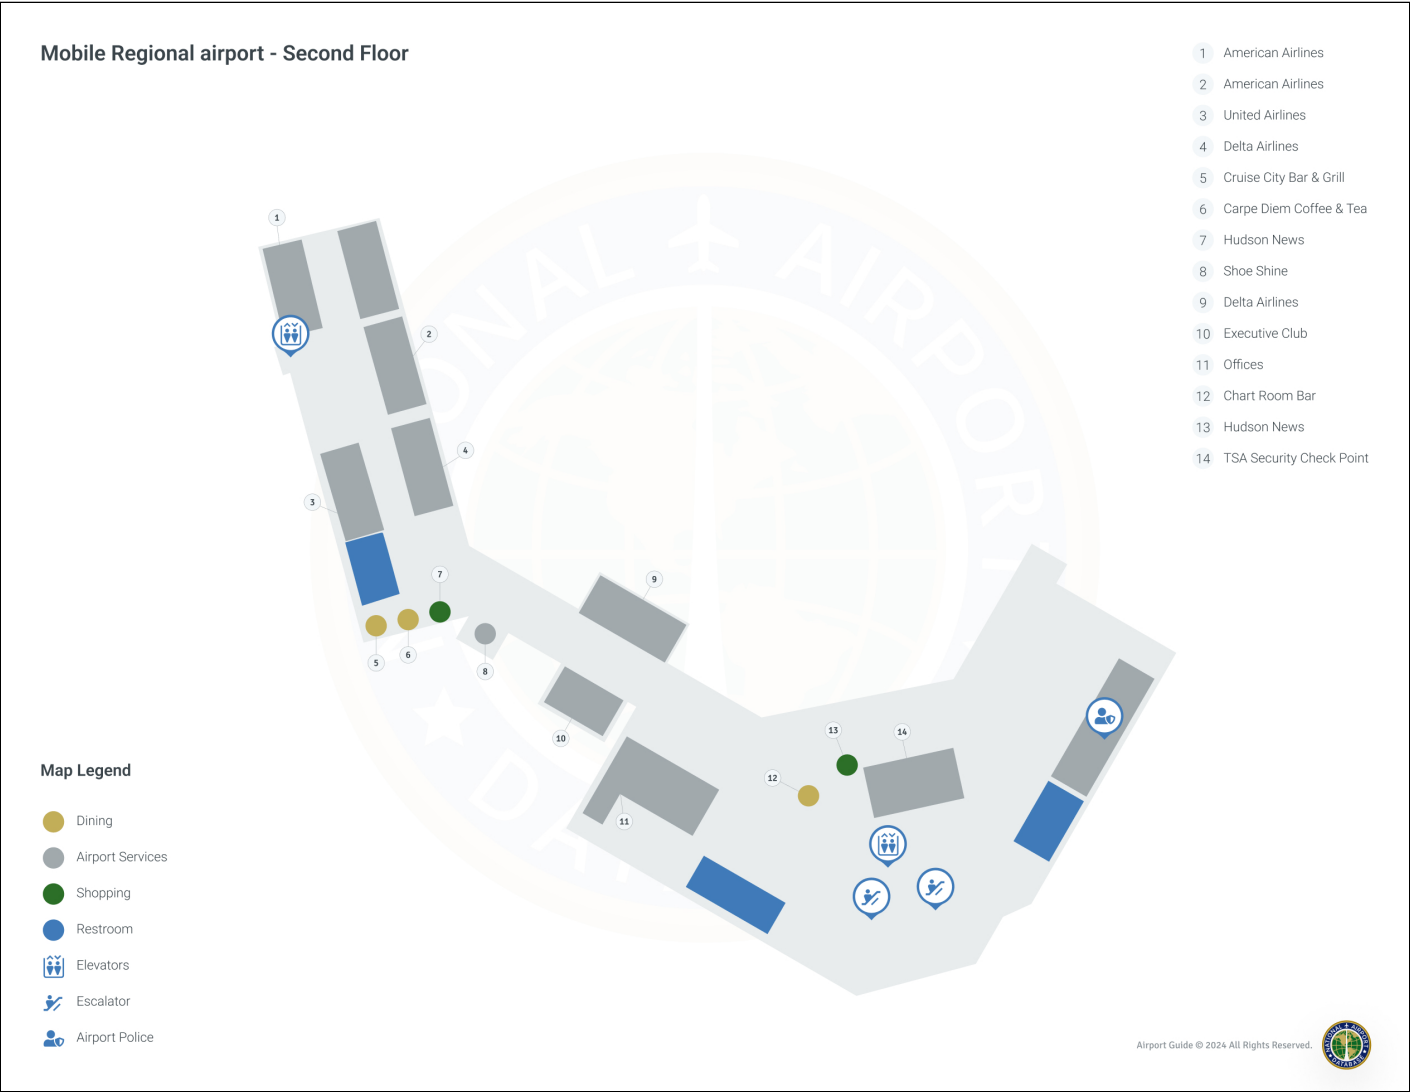 Mobile Regional airport - Second Floor
1 American Airlines
2 American Airlines
3 United Airlines
4 Delta Airlines
5 Cruise City Bar & Grill
6 Carpe Diem Coffee & Tea
7 Hudson News
8 Shoe Shine
9 Delta Airlines
10 Executive Club
11 Offices
12 Chart Room Bar
13 Hudson News
14 TSA Security Check Point
1
2
4
3
7
9
5
6
8
10
13
14
12
11
Map Legend
Dining
Airport Services
Shopping
Restroom
Elevators
Escalator
Airport Police
Airport Guide © 2024 All Rights Reserved.
NATIONAL AIRPORT
DATABASE